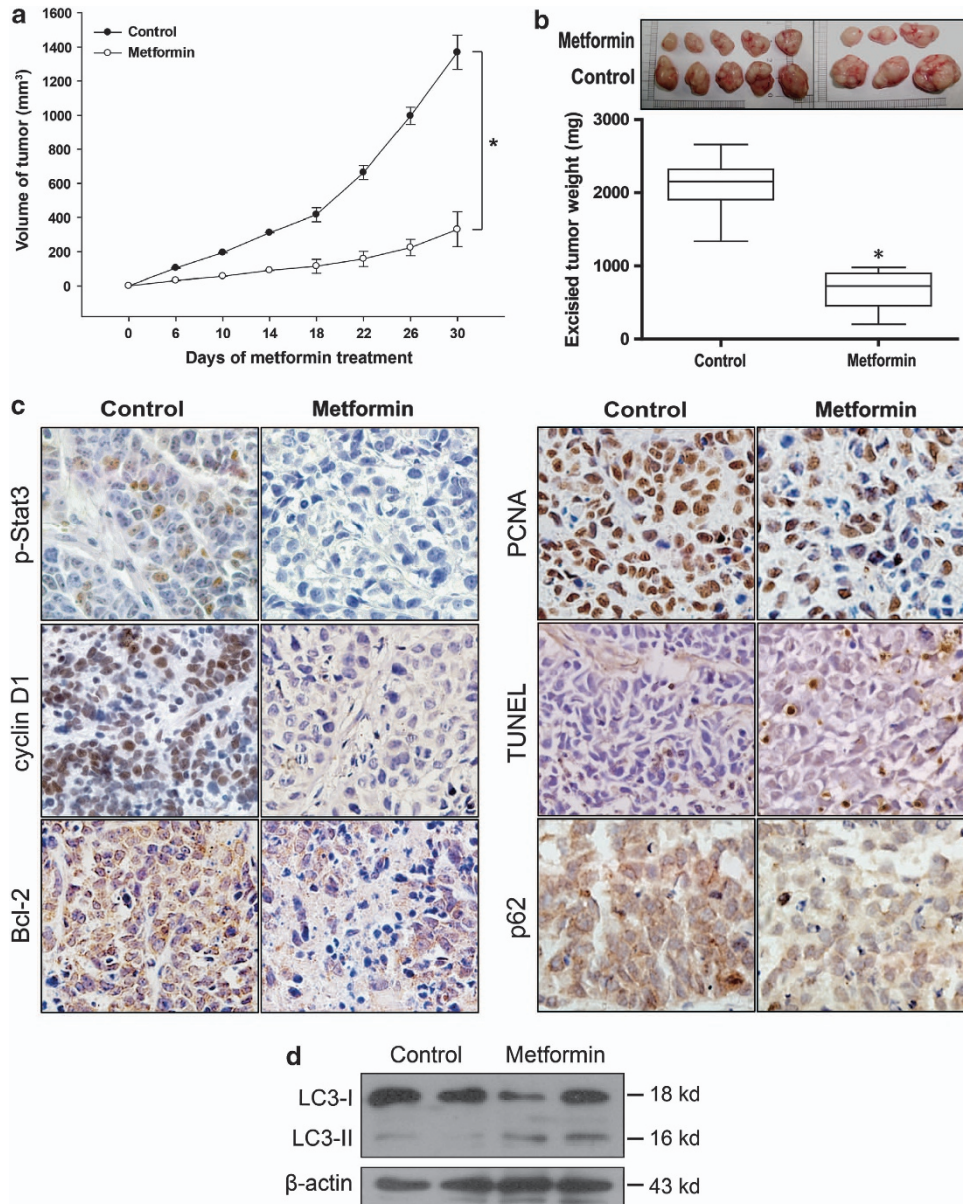 a
Control
Metformin
Volume of tumor (mm³)
1600
1400
1200
1000
800
600
400
200
0
*
0 6 10 14 18 22 26 30
Days of metformin treatment
b
Metformin
Control
Excisied tumor weight (mg)
3000
2000
1000
0
*
Control Metformin
c
Control Metformin
p-Stat3
cyclin D1
Bcl-2
Control Metformin
PCNA
TUNEL
p62
d
Control Metformin
LC3-I 18 kd
LC3-II 16 kd
β-actin 43 kd